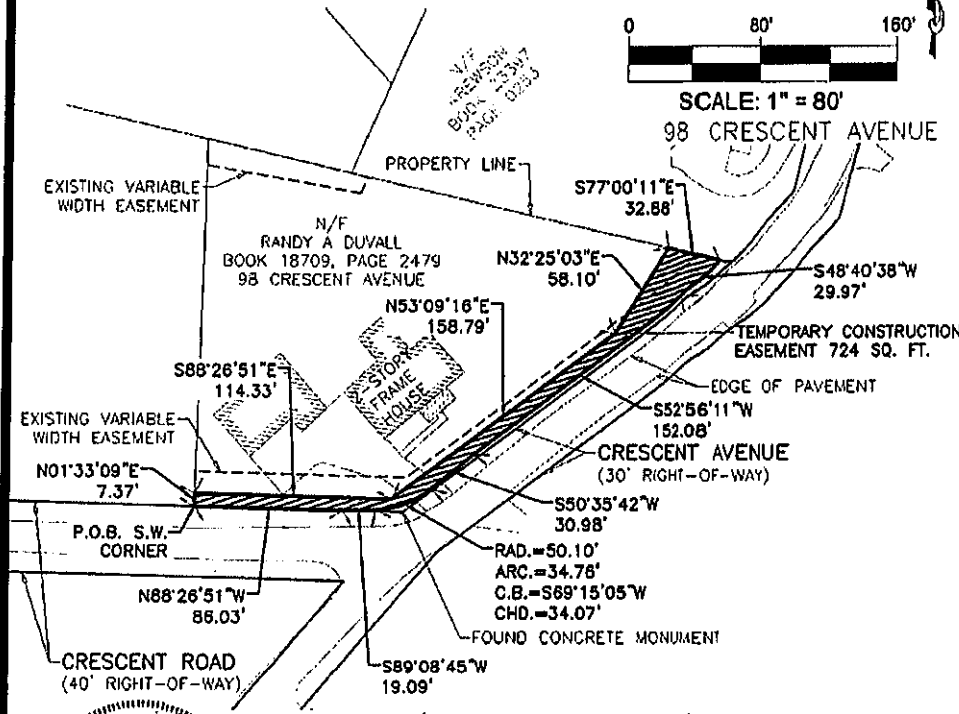 0 80' 160'
SCALE: 1" = 80'
98 CRESCENT AVENUE
N/F
BOOK 23397
PAGE 0253
PROPERTY LINE
EXISTING VARIABLE
WIDTH EASEMENT
S77°00'11"E
32.88'
N/F
RANDY A DUVALL
BOOK 18709, PAGE 2479
98 CRESCENT AVENUE
N32°25'03"E
58.10'
S48°40'38"W
29.97'
N53°09'16"E
158.79'
TEMPORARY CONSTRUCTION
EASEMENT 724 SQ. FT.
S88°26'51"E
114.33'
STORY
FRAME
HOUSE
EDGE OF PAVEMENT
EXISTING VARIABLE
WIDTH EASEMENT
S52°56'11"W
152.08'
CRESCENT AVENUE
(30' RIGHT-OF-WAY)
N01°33'09"E
7.37'
S50°35'42"W
30.98'
P.O.B. S.W.
CORNER
RAD.=50.10'
ARC.=34.76'
C.B.=S69°15'05"W
CHD.=34.07'
N88°26'51"W
86.03'
FOUND CONCRETE MONUMENT
CRESCENT ROAD
(40' RIGHT-OF-WAY)
S89°08'45"W
19.09'